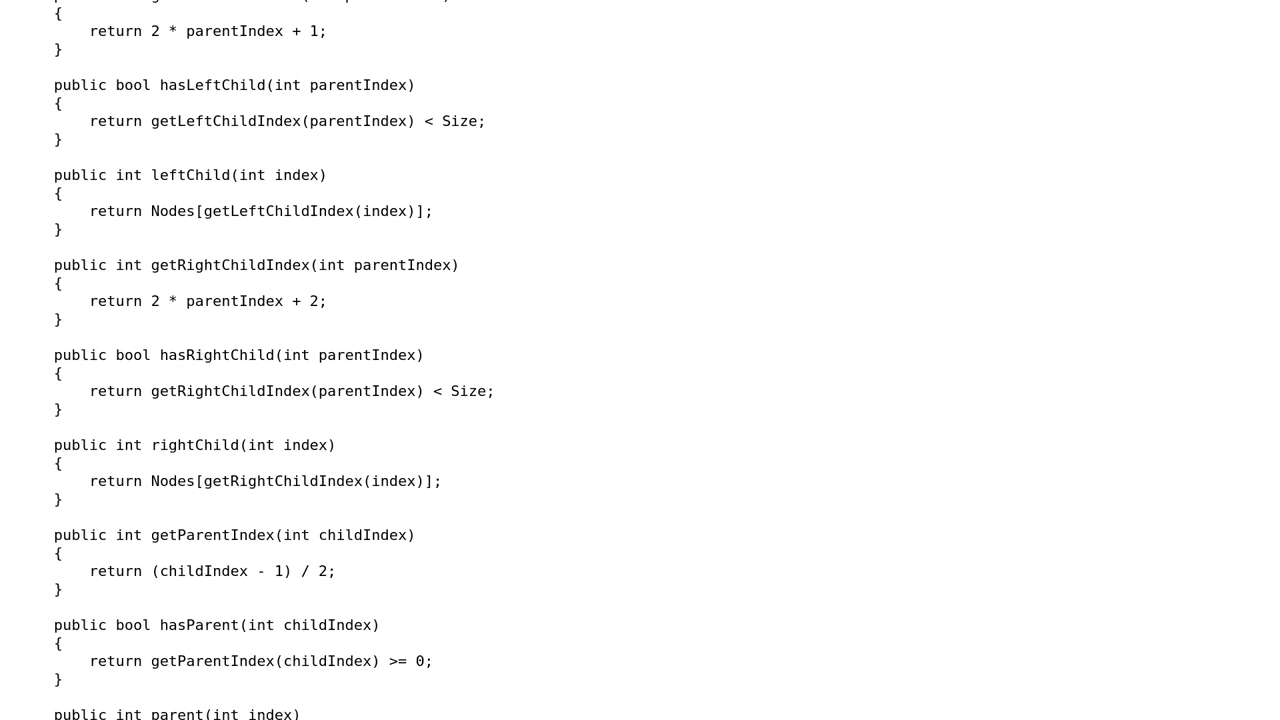 {
return 2 * parentIndex + 1;
}
public bool hasLeftChild(int parentIndex)
{
return getLeftChildIndex(parentIndex) < Size;
}
public int leftChild(int index)
{
return Nodes[getLeftChildIndex(index)];
}
public int getRightChildIndex(int parentIndex)
{
return 2 * parentIndex + 2;
}
public bool hasRightChild(int parentIndex)
{
return getRightChildIndex(parentIndex) < Size;
}
public int rightChild(int index)
{
return Nodes[getRightChildIndex(index)];
}
public int getParentIndex(int childIndex)
{
return (childIndex - 1) / 2;
}
public bool hasParent(int childIndex)
{
return getParentIndex(childIndex) >= 0;
}
public int parent(int index)